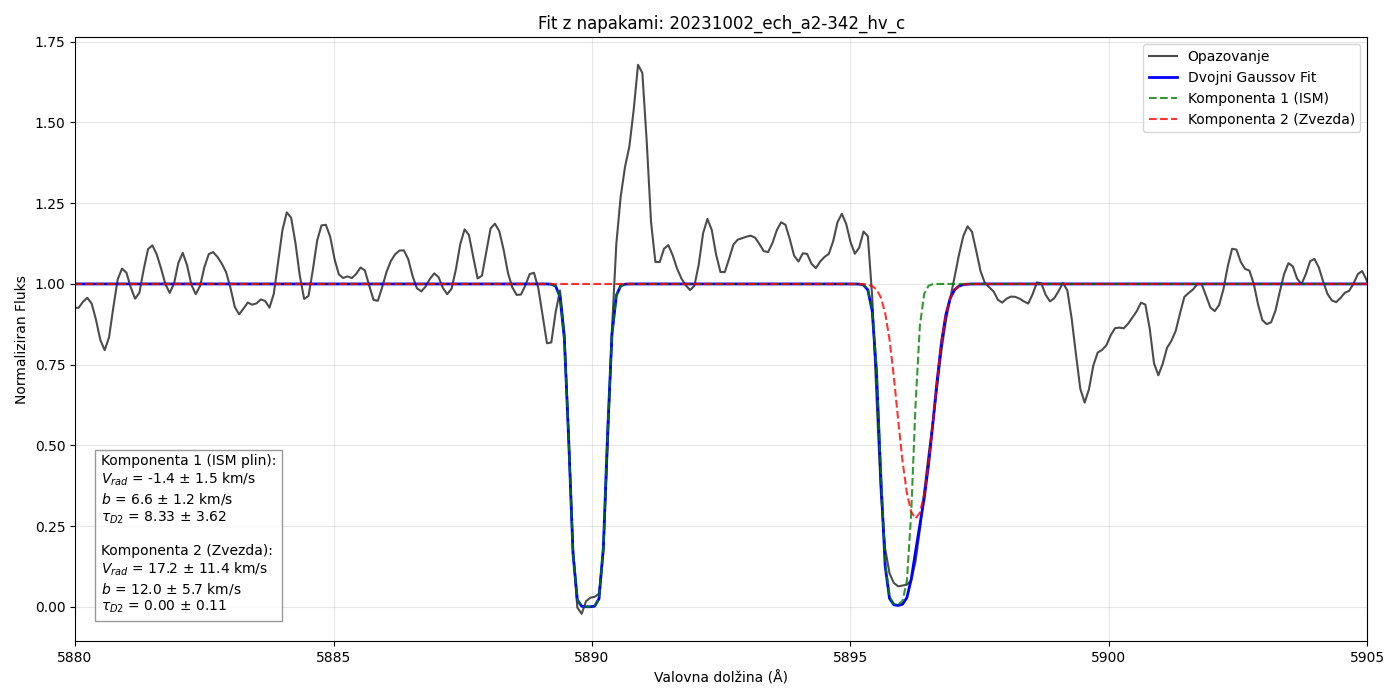 Fit z napakami: 20231002_ech_a2-342_hv_c
Normaliziran Fluks
1.75
1.50
1.25
1.00
0.75
0.50
0.25
0.00
Opazovanje
Dvojni Gaussov Fit
Komponenta 1 (ISM)
Komponenta 2 (Zvezda)
Komponenta 1 (ISM plin):
V_rad = -1.4 ± 1.5 km/s
b = 6.6 ± 1.2 km/s
τ_D2 = 8.33 ± 3.62
Komponenta 2 (Zvezda):
V_rad = 17.2 ± 11.4 km/s
b = 12.0 ± 5.7 km/s
τ_D2 = 0.00 ± 0.11
5880 5885 5890 5895 5900 5905
Valovna dolžina (Å)